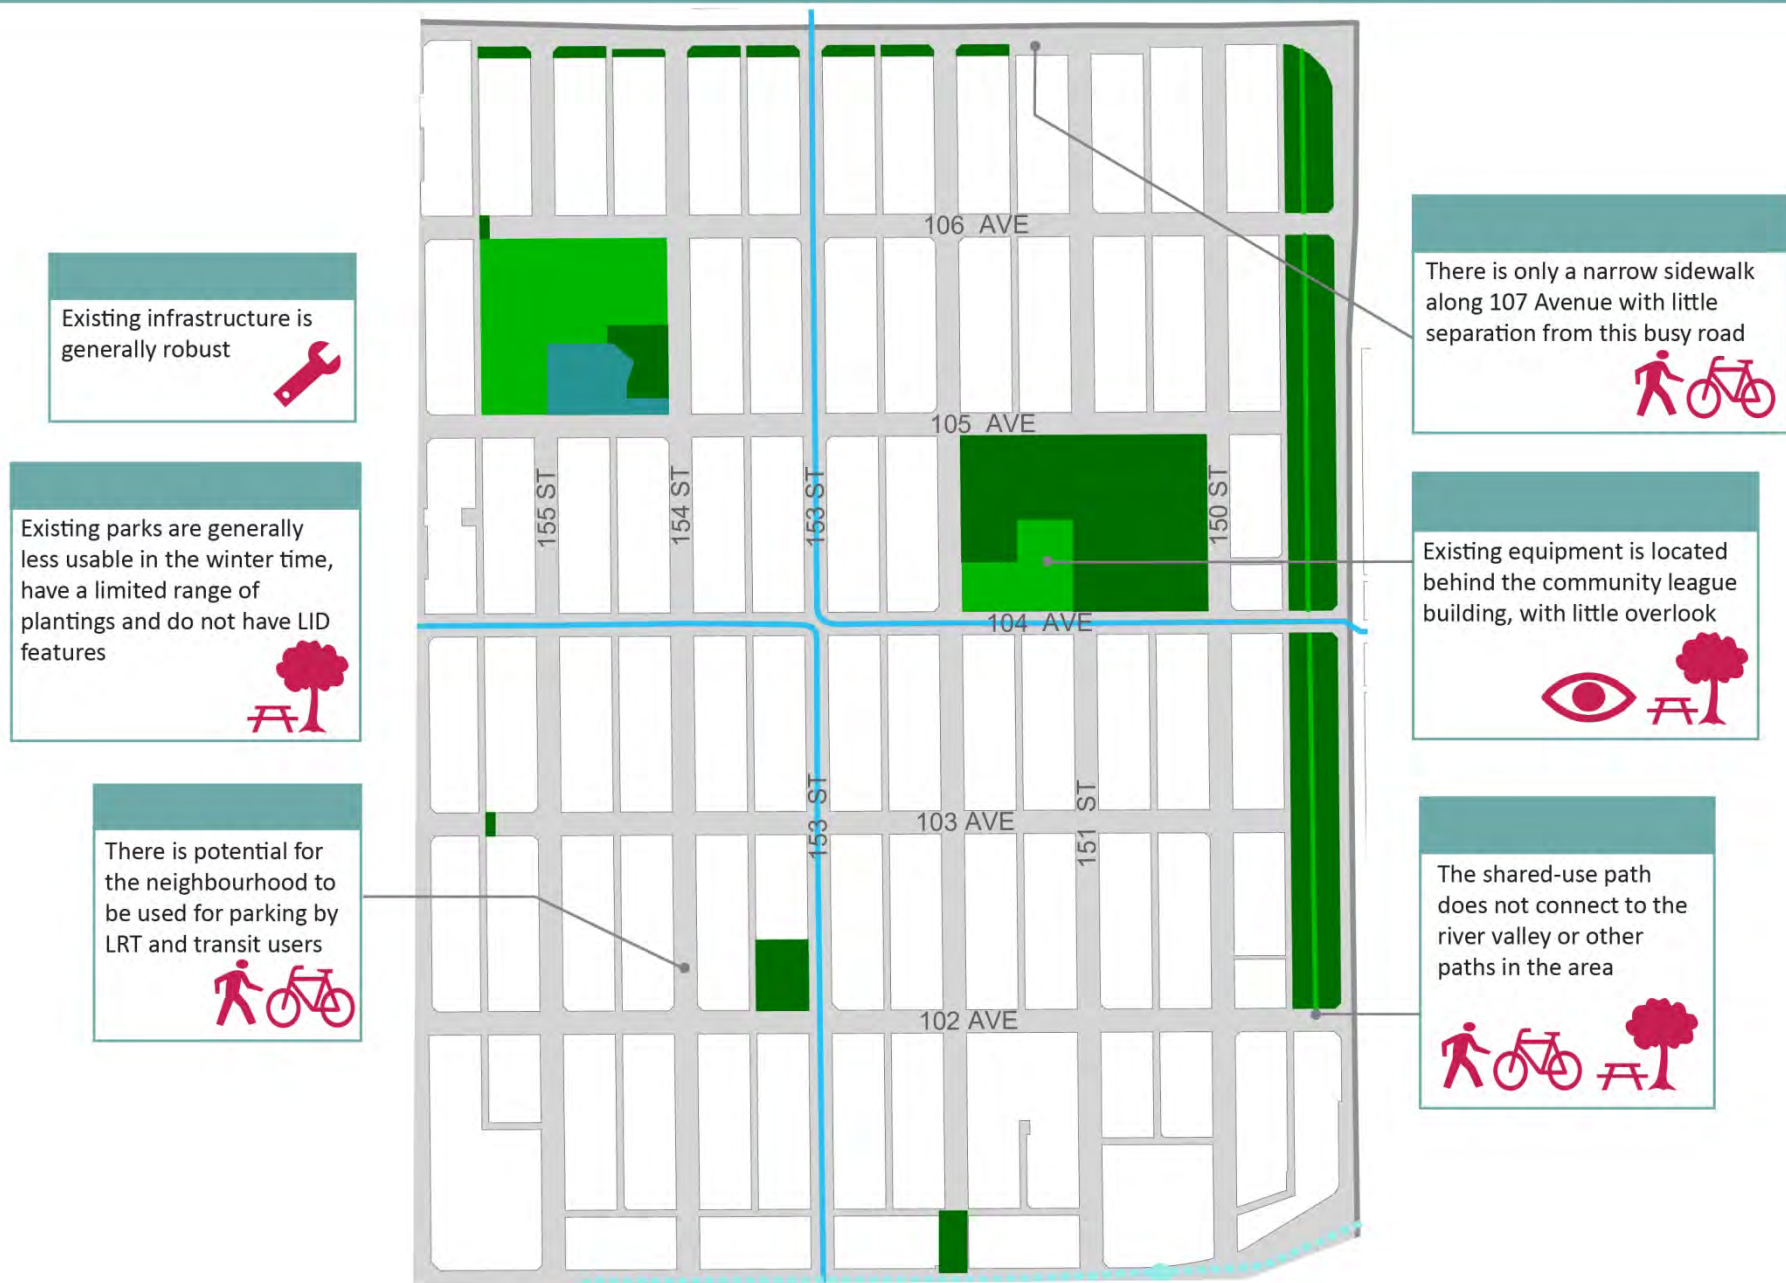 106 AVE
There is only a narrow sidewalk
along 107 Avenue with little
separation from this busy road
Existing infrastructure is
generally robust
105 AVE
155 ST
154 ST
153 ST
150 ST
Existing parks are generally
less usable in the winter time,
have a limited range of
plantings and do not have LID
features
Existing equipment is located
behind the community league
building, with little overlook
104 AVE
153 ST
151 ST
103 AVE
There is potential for
the neighbourhood to
be used for parking by
LRT and transit users
The shared-use path
does not connect to the
river valley or other
paths in the area
102 AVE